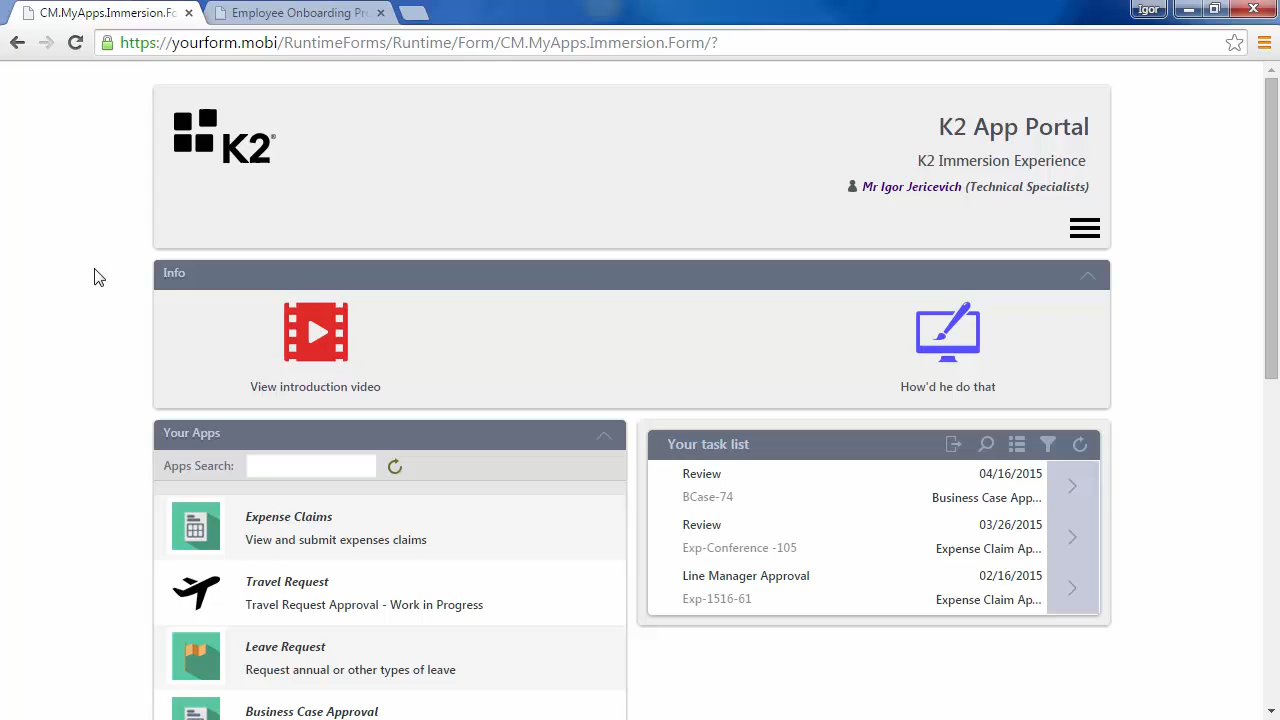 CM.MyApps.Immersion.Fo
Employee Onboarding Pro
Igor
https://yourform.mobi/RuntimeForms/Runtime/Form/CM.MyApps.Immersion.Form/?
K2
K2 App Portal
K2 Immersion Experience
Mr Igor Jericevich (Technical Specialists)
Info
View introduction video
How'd he do that
Your Apps
Apps Search:
Expense Claims
View and submit expenses claims
Travel Request
Travel Request Approval - Work in Progress
Leave Request
Request annual or other types of leave
Business Case Approval
Your task list
Review 04/16/2015
BCase-74 Business Case App...
Review 03/26/2015
Exp-Conference -105 Expense Claim Ap...
Line Manager Approval 02/16/2015
Exp-1516-61 Expense Claim Ap...